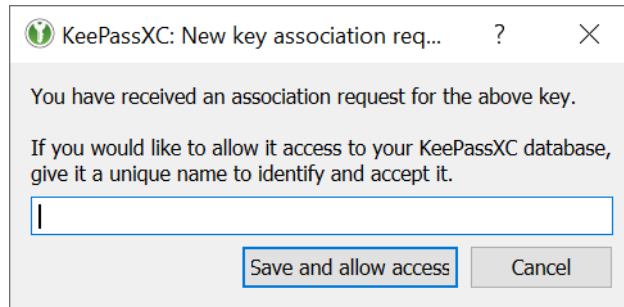 KeePassXC: New key association req...
You have received an association request for the above key.
If you would like to allow it access to your KeePassXC database,
give it a unique name to identify and accept it.
Save and allow access
Cancel